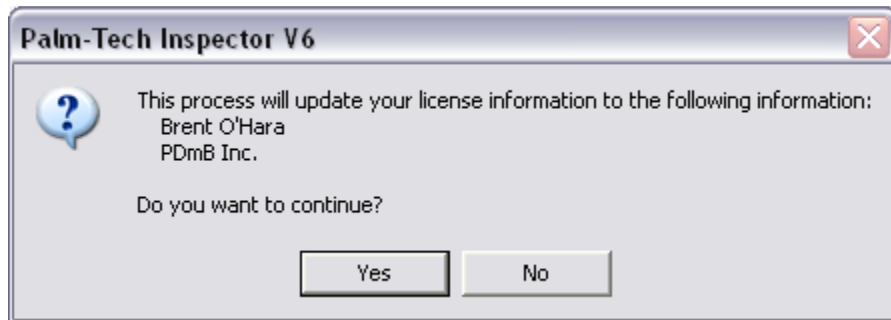 Palm-Tech Inspector V6
This process will update your license information to the following information:
Brent O'Hara
PDmB Inc.
Do you want to continue?
Yes
No